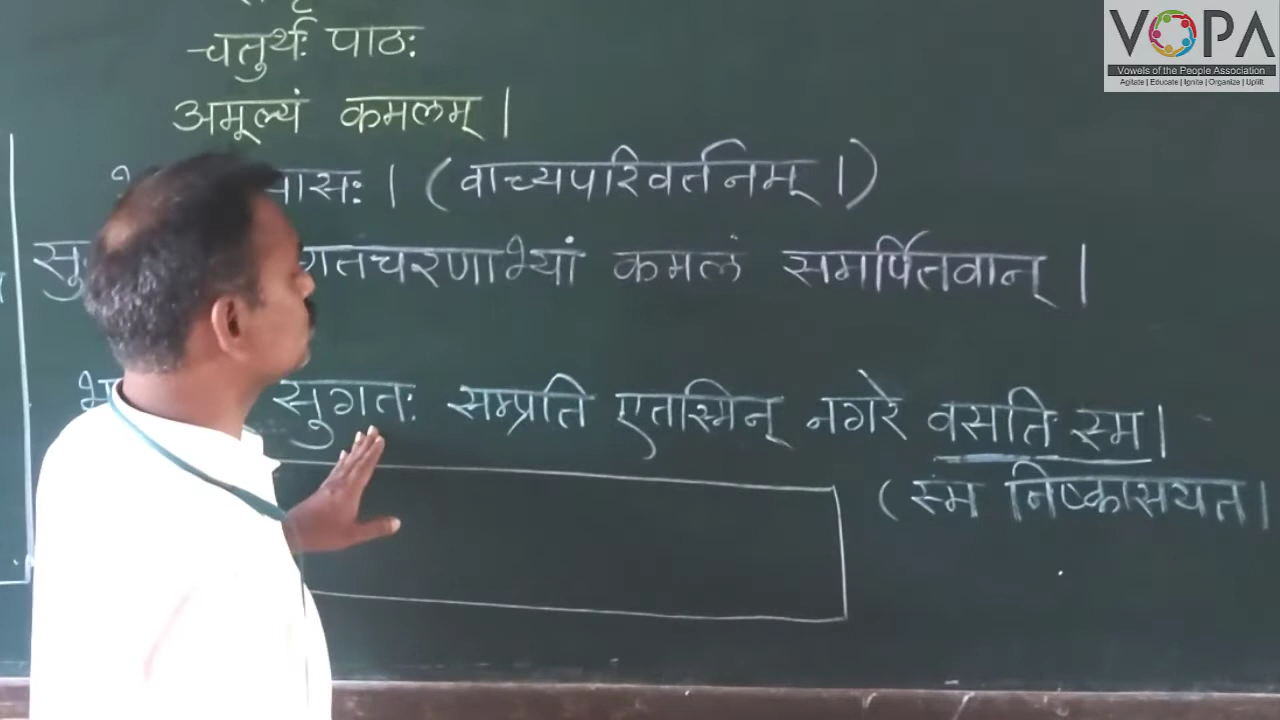 चतुर्थः पाठः
अमूल्यं कमलम् ।
(वाच्यपरिवर्तनम् ।)
कमलं समर्पितवान् ।
सुगतः सम्प्रति एतस्मिन् नगरे वसति स्म ।
(स्म निष्कासयत ।
VOPA
Vowels of the People Association
Agitate | Educate | Ignite | Organize | Uplift